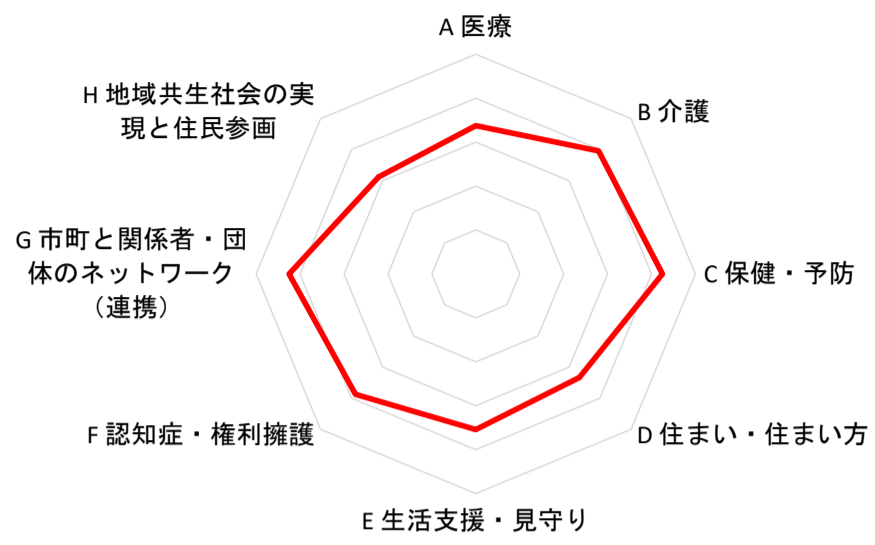 A 医療
B 介護
C 保健・予防
D 住まい・住まい方
E 生活支援・見守り
F 認知症・権利擁護
G 市町と関係者・団
体のネットワーク
（連携）
H 地域共生社会の実
現と住民参画